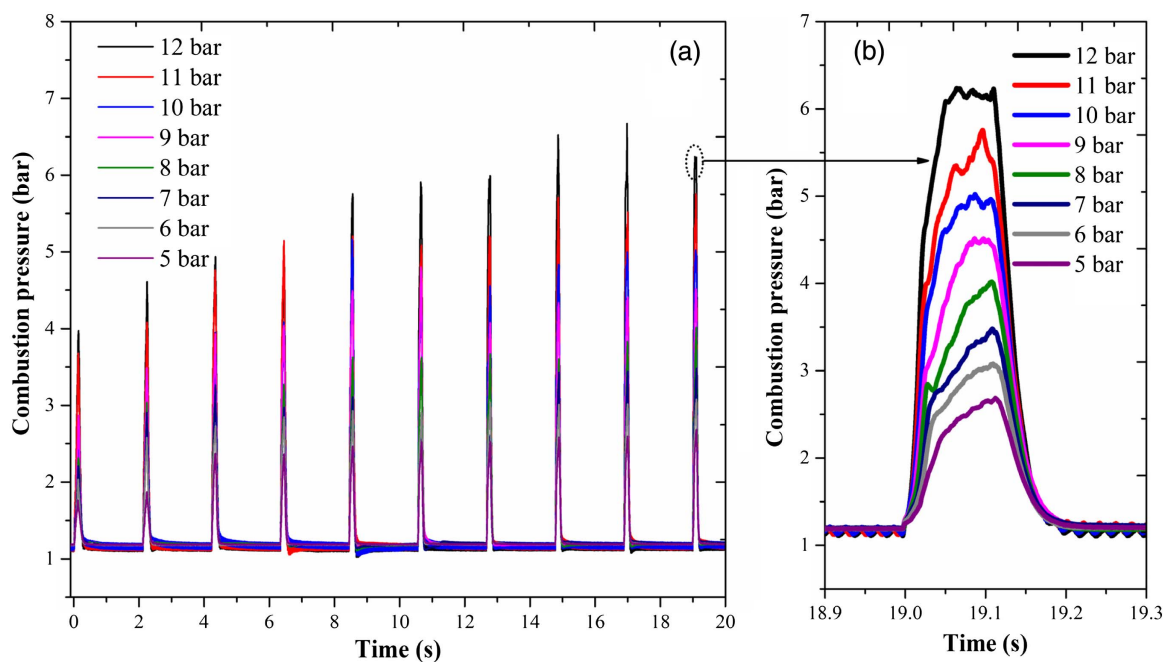 (a)
12 bar
11 bar
10 bar
9 bar
8 bar
7 bar
6 bar
5 bar
8
7
6
5
4
3
2
1
Combustion pressure (bar)
0 2 4 6 8 10 12 14 16 18 20
Time (s)
(b)
12 bar
11 bar
10 bar
9 bar
8 bar
7 bar
6 bar
5 bar
7
6
5
4
3
2
1
Combustion pressure (bar)
18.9 19.0 19.1 19.2 19.3
Time (s)